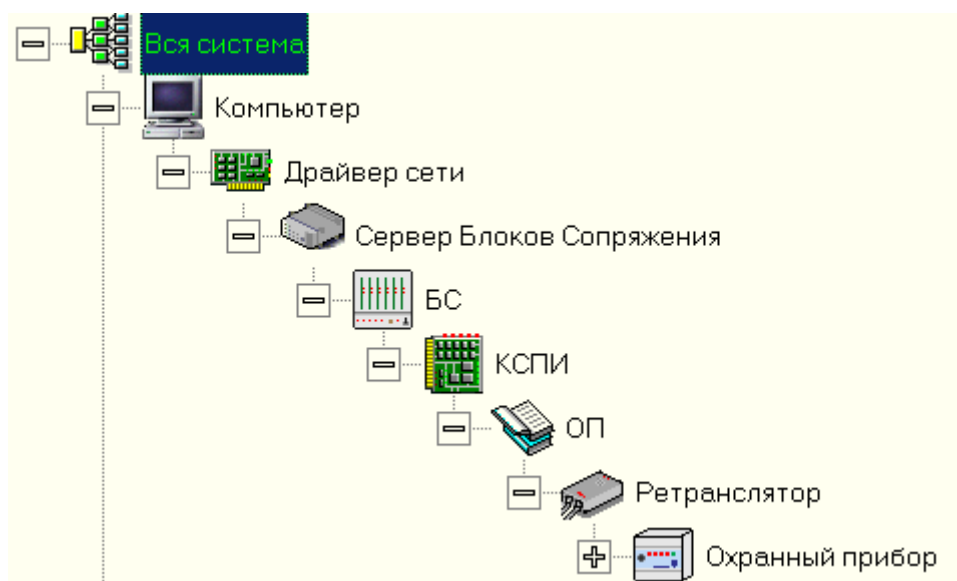 Вся система
Компьютер
Драйвер сети
Сервер Блоков Сопряжения
БС
КСПИ
ОП
Ретранслятор
Охранный прибор